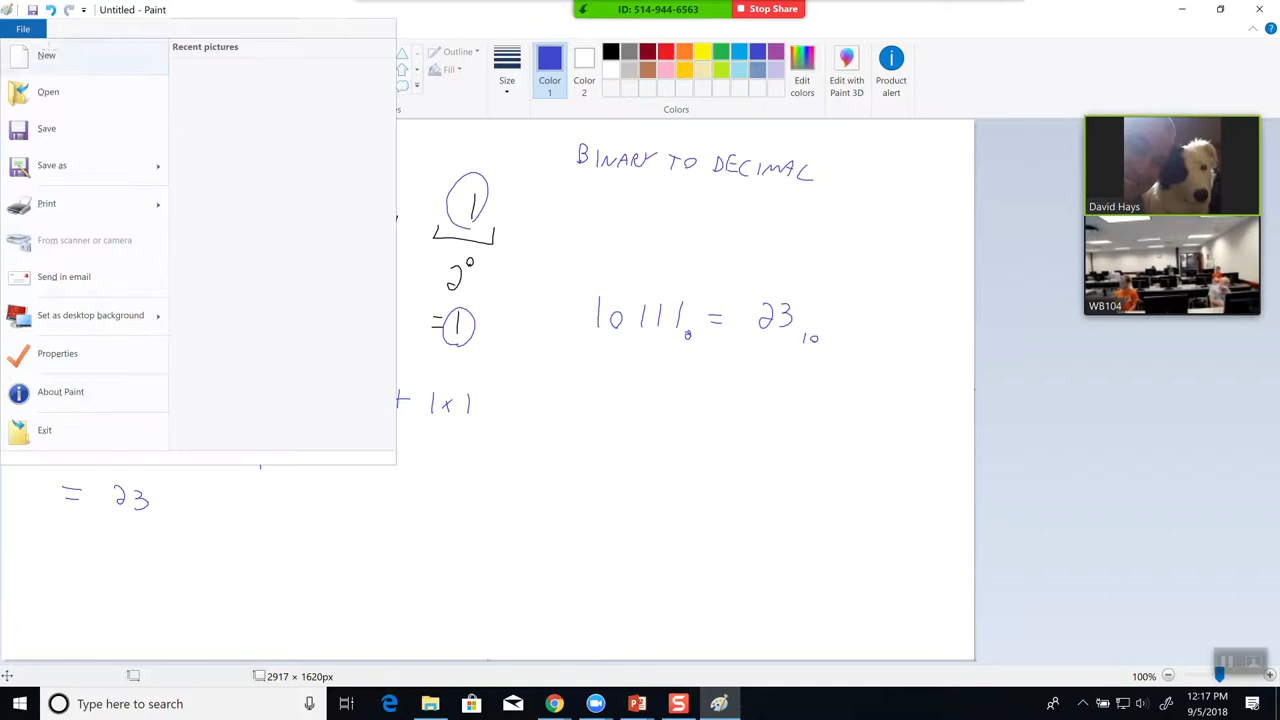 Untitled - Paint
ID: 514-944-6563
Stop Share
File
New
Open
Save
Save as
Print
From scanner or camera
Send in email
Set as desktop background
Properties
About Paint
Exit
Recent pictures
Outline
Fill
Size
Color 1
Color 2
Edit colors
Edit with Paint 3D
Product alert
Colors
BINARY TO DECIMAL
1
2⁰
= 1
10111 = 23₁₀
+ 1 x 1
= 23
David Hays
WB104
2917 × 1620px
100%
Type here to search
12:17 PM
9/5/2018